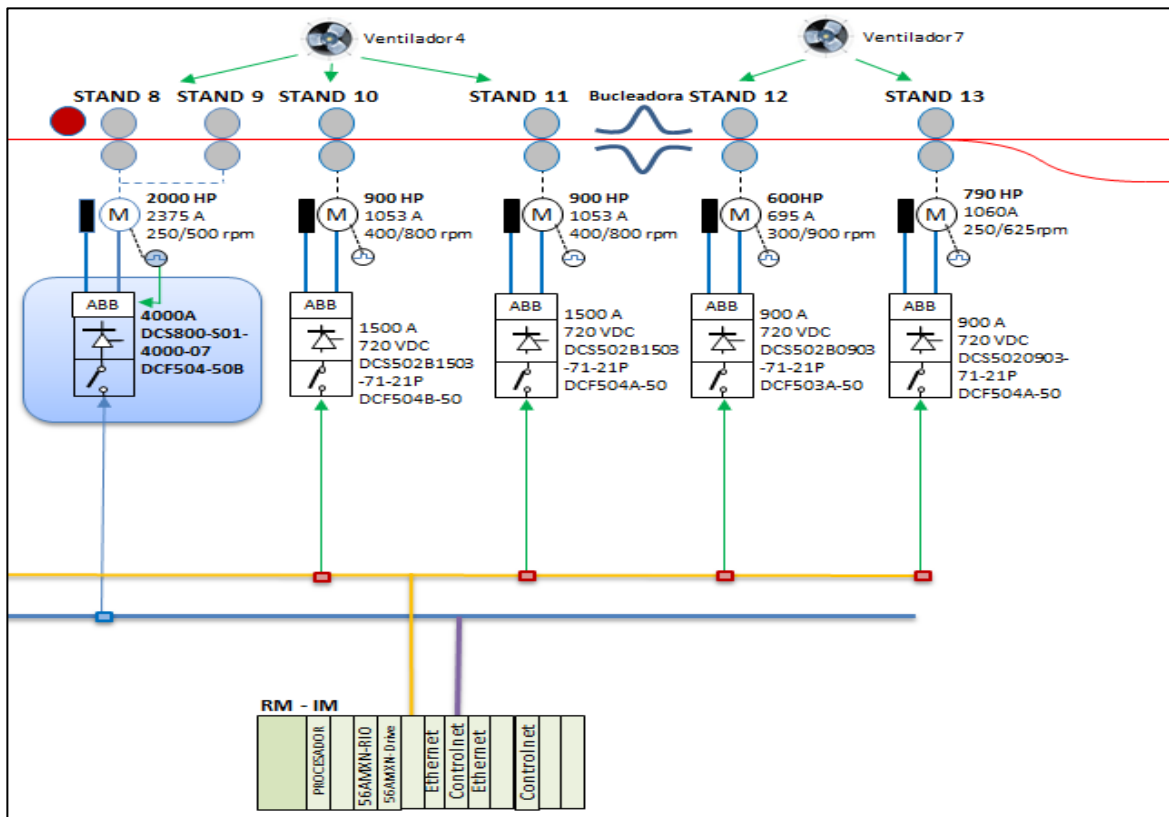 Ventilador 4
Ventilador 7
STAND 8
STAND 9
STAND 10
STAND 11
Bucleadora
STAND 12
STAND 13
2000 HP
2375 A
250/500 rpm
M
900 HP
1053 A
400/800 rpm
M
900 HP
1053 A
400/800 rpm
M
600HP
695 A
300/900 rpm
M
790 HP
1060A
250/625rpm
M
ABB
4000A
DCS800-S01-
4000-07
DCF504-50B
ABB
1500 A
720 VDC
DCS502B1503
-71-21P
DCF504B-50
ABB
1500 A
720 VDC
DCS502B1503
-71-21P
DCF504A-50
ABB
900 A
720 VDC
DCS502B0903
-71-21P
DCF503A-50
ABB
900 A
720 VDC
DCS5020903-
71-21P
DCF504A-50
RM - IM
PROCESADOR
56AMXN-RIO
56AMXN-Drive
Ethernet
Controlnet
Ethernet
Controlnet